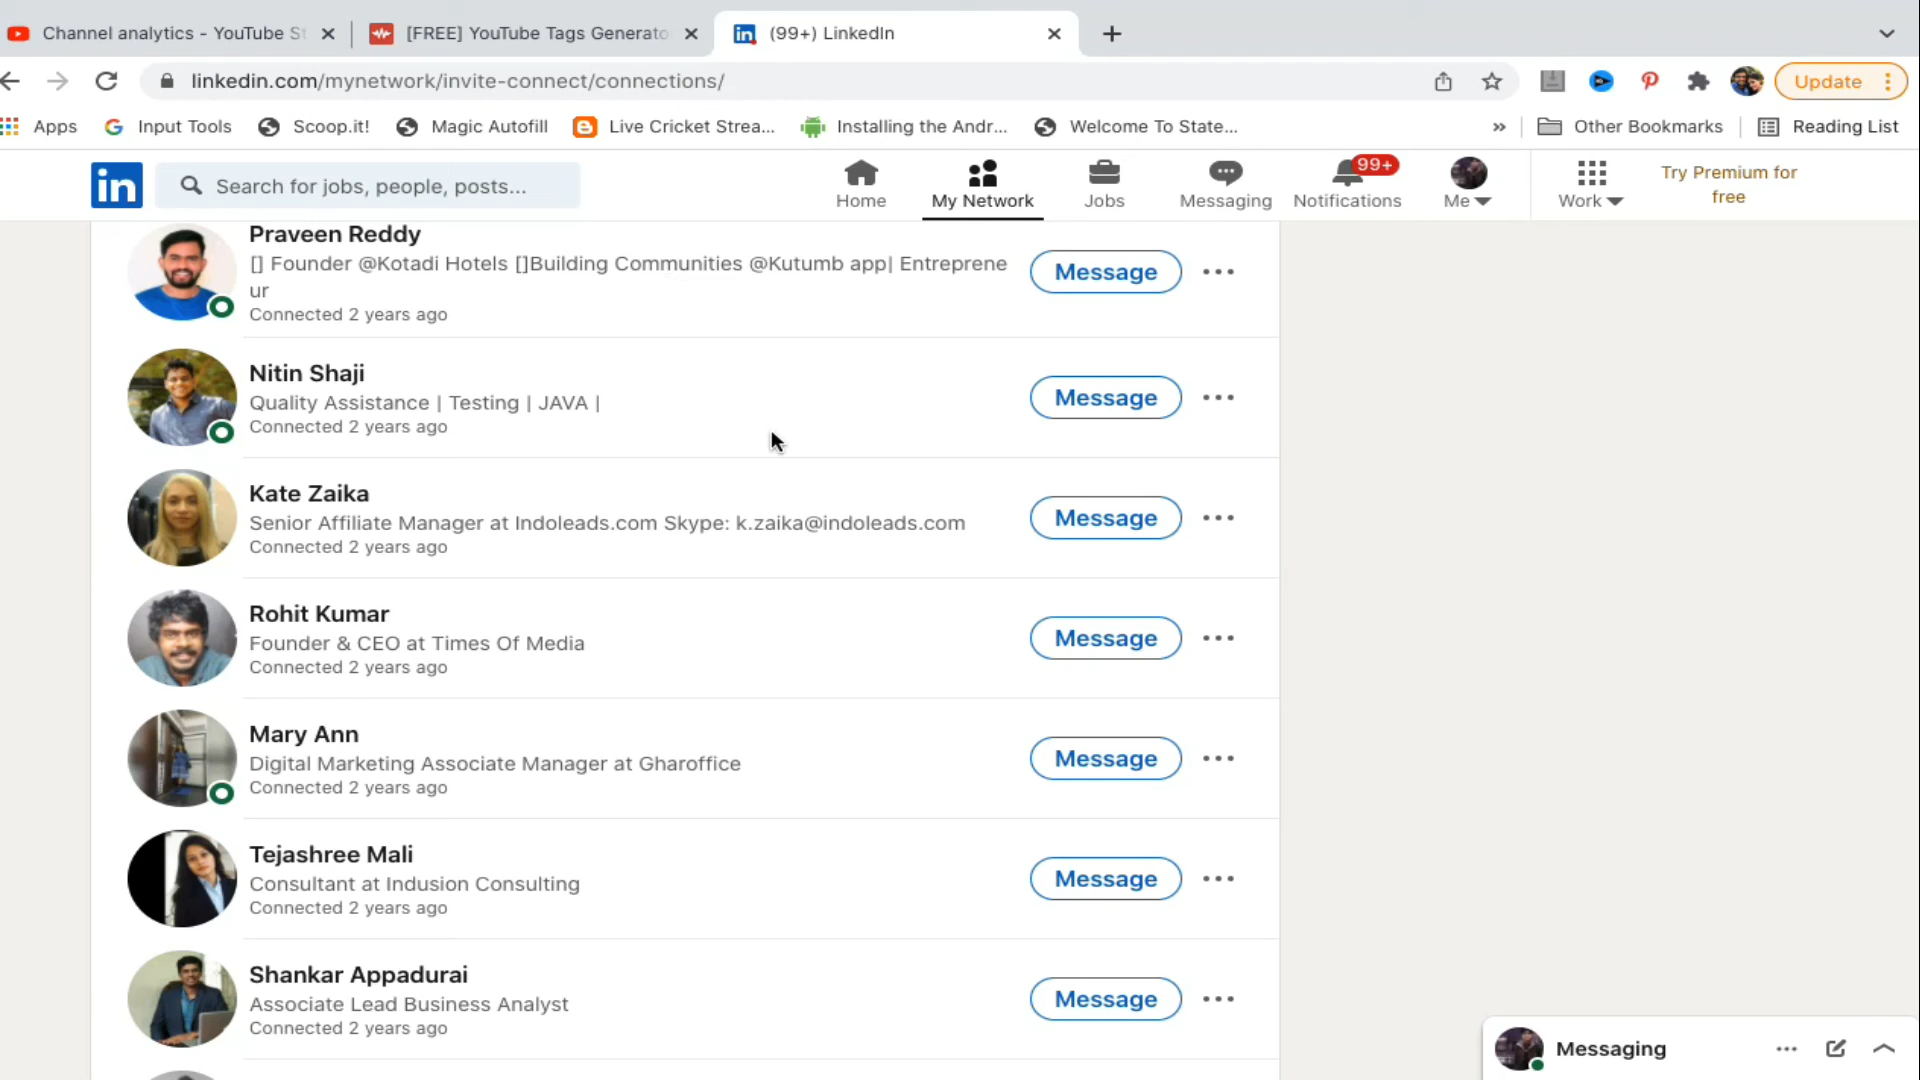 Channel analytics - YouTube St
[FREE] YouTube Tags Generato
(99+) LinkedIn
linkedin.com/mynetwork/invite-connect/connections/
Update
Apps
Input Tools
Scoop.it!
Magic Autofill
Live Cricket Strea...
Installing the Andr...
Welcome To State...
»
Other Bookmarks
Reading List
in
Search for jobs, people, posts...
Home
My Network
Jobs
Messaging
99+
Notifications
Me
Work
Try Premium for
free
Praveen Reddy
[] Founder @Kotadi Hotels []Building Communities @Kutumb app| Entreprene
ur
Connected 2 years ago
Message
Nitin Shaji
Quality Assistance | Testing | JAVA |
Connected 2 years ago
Message
Kate Zaika
Senior Affiliate Manager at Indoleads.com Skype: k.zaika@indoleads.com
Connected 2 years ago
Message
Rohit Kumar
Founder & CEO at Times Of Media
Connected 2 years ago
Message
Mary Ann
Digital Marketing Associate Manager at Gharoffice
Connected 2 years ago
Message
Tejashree Mali
Consultant at Indusion Consulting
Connected 2 years ago
Message
Shankar Appadurai
Associate Lead Business Analyst
Connected 2 years ago
Message
Messaging